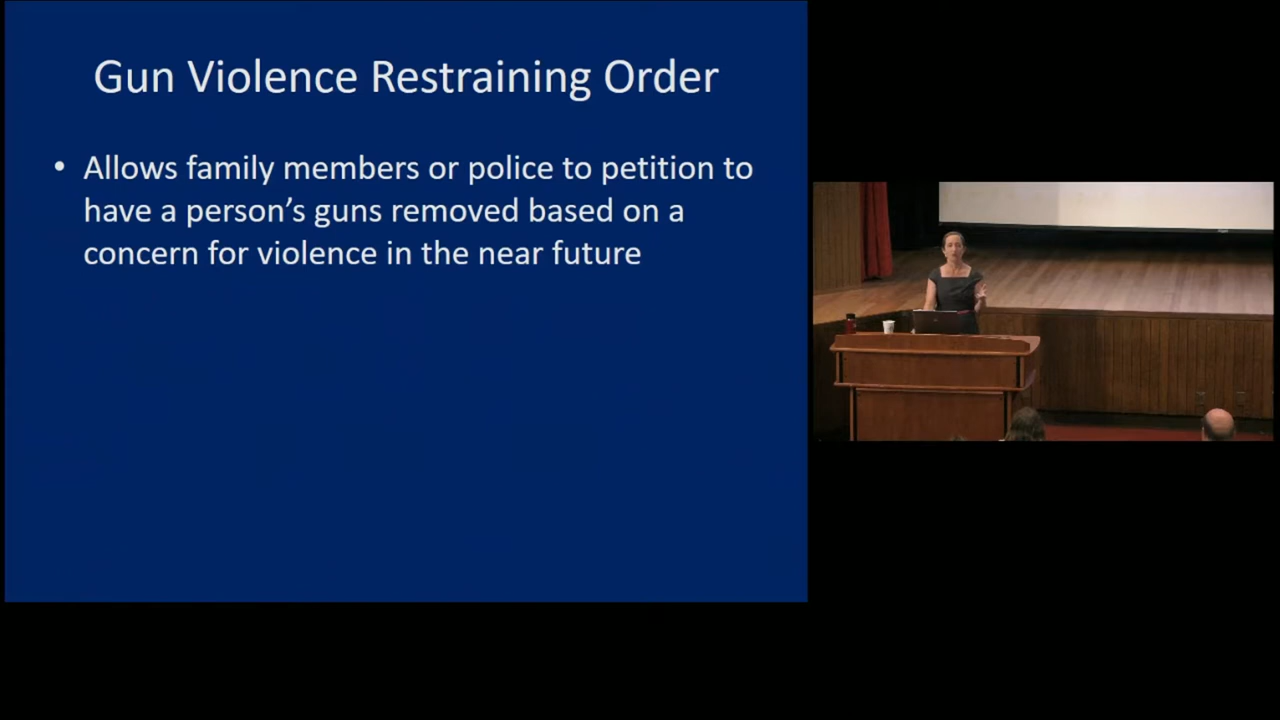 Gun Violence Restraining Order
• Allows family members or police to petition to
have a person’s guns removed based on a
concern for violence in the near future